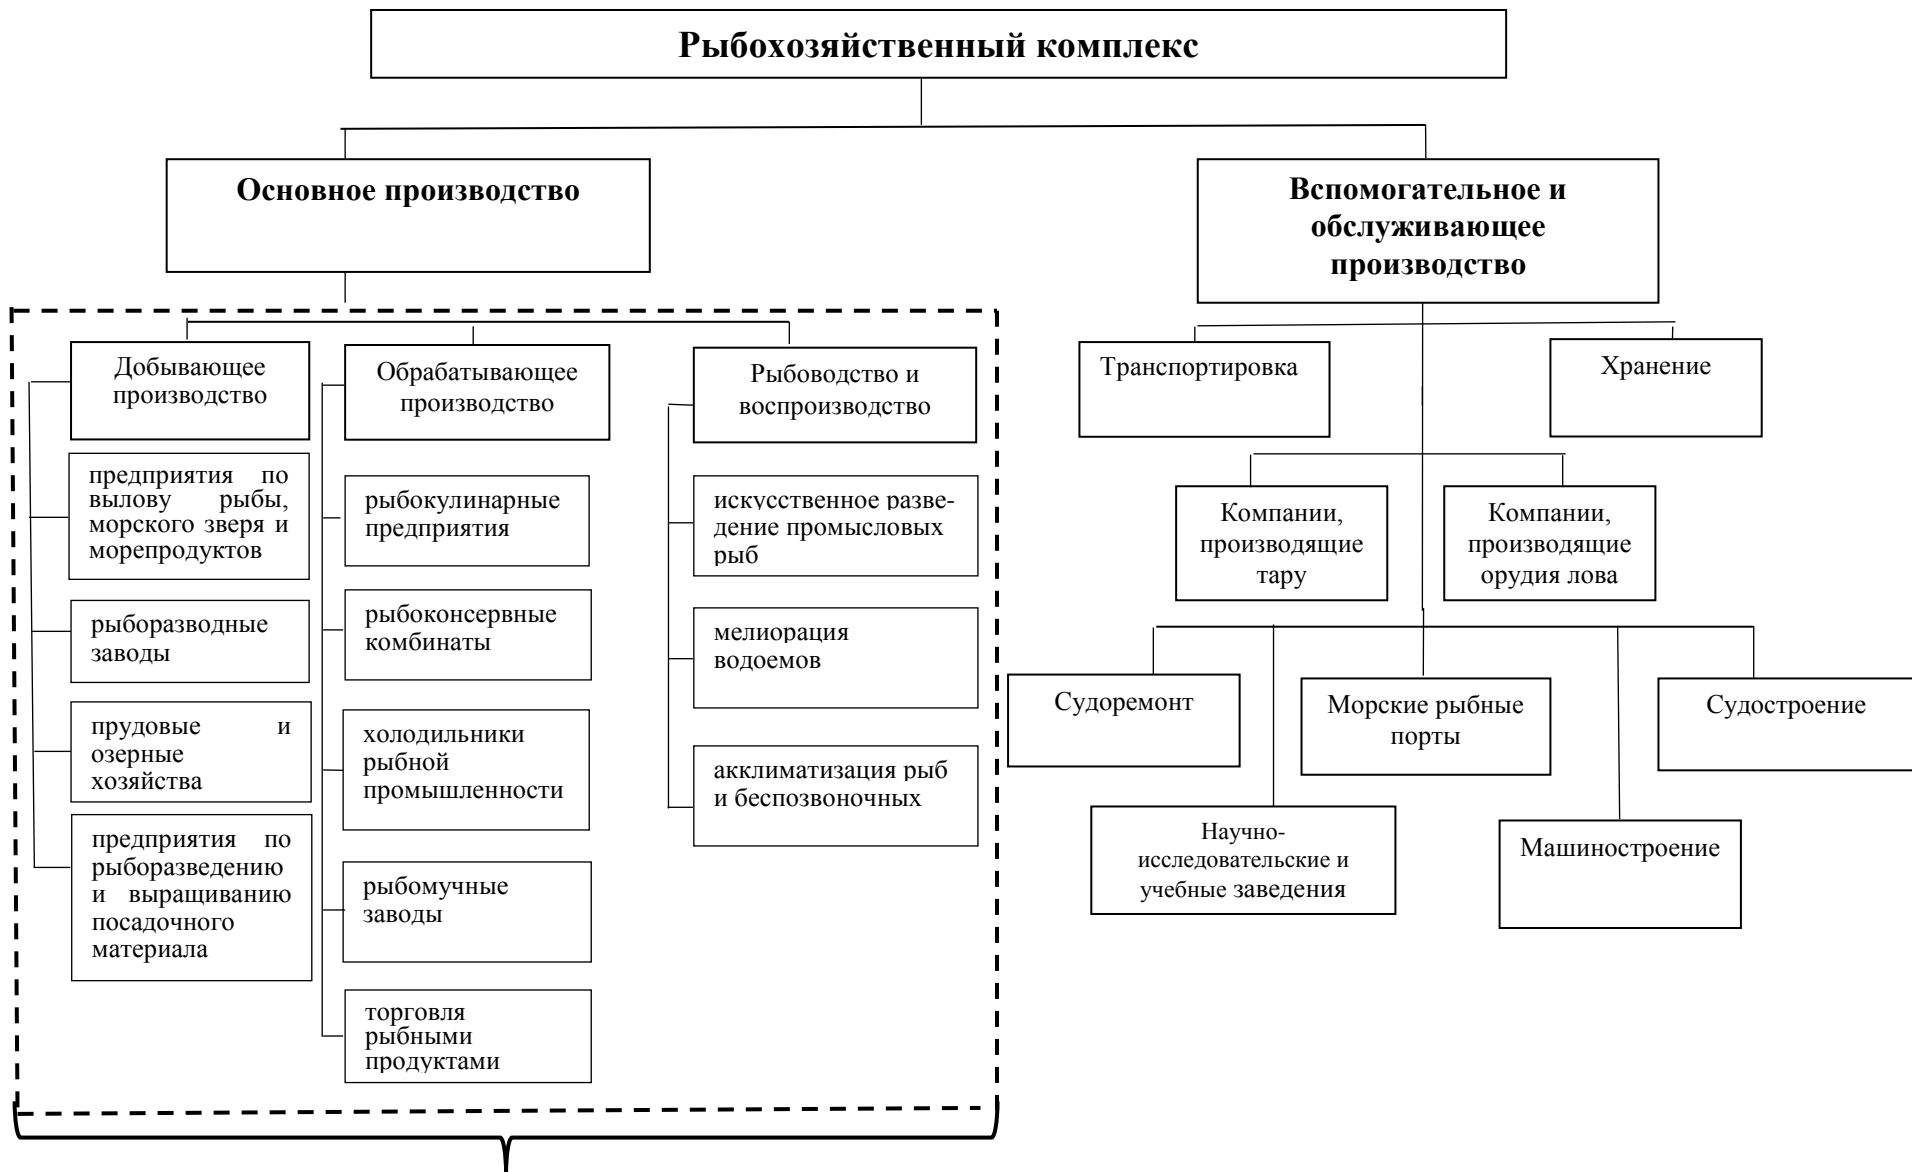 Рыбохозяйственный комплекс
Основное производство
Вспомогательное и
обслуживающее
производство
Добывающее
производство
предприятия по
вылову рыбы,
морского зверя и
морепродуктов
рыборазводные
заводы
прудовые и
озерные
хозяйства
предприятия по
рыборазведению
и выращиванию
посадочного
материала
Обрабатывающее
производство
рыбокулинарные
предприятия
рыбоконсервные
комбинаты
холодильники
рыбной
промышленности
рыбомучные
заводы
торговля
рыбными
продуктами
Рыбоводство и
воспроизводство
искусственное разве-
дение промысловых
рыб
мелиорация
водоемов
акклиматизация рыб
и беспозвоночных
Транспортировка
Хранение
Компании,
производящие
тару
Компании,
производящие
орудия лова
Судоремонт
Морские рыбные
порты
Судостроение
Научно-
исследовательские и
учебные заведения
Машиностроение